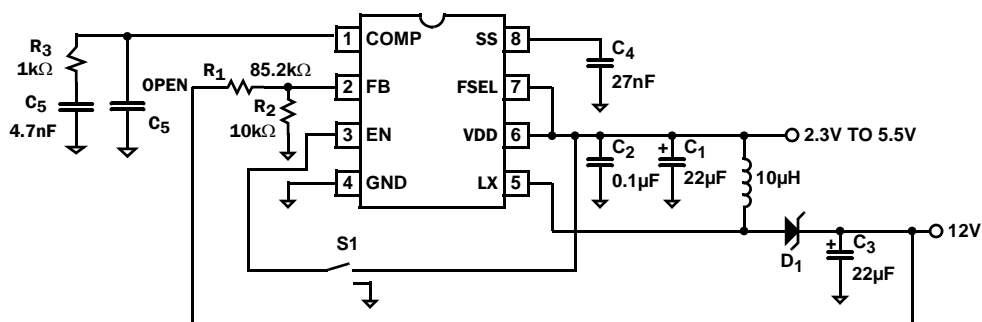 1 COMP SS 8
R3
1kΩ
C5
4.7nF
C5
OPEN
R1
85.2kΩ
2 FB FSEL 7
R2
10kΩ
3 EN VDD 6
4 GND LX 5
C4
27nF
2.3V TO 5.5V
C2
0.1µF
+ C1
22µF
10µH
12V
D1
+ C3
22µF
S1